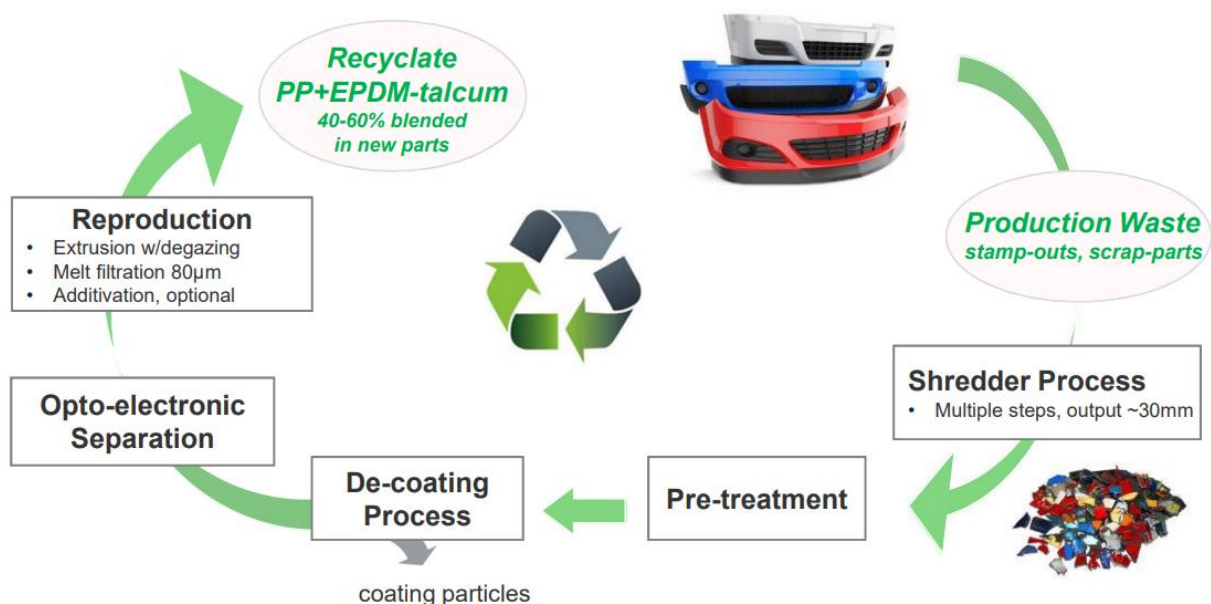 Recyclate
PP+EPDM-talcum
40-60% blended
in new parts
Production Waste
stamp-outs, scrap-parts
Shredder Process
• Multiple steps, output ~30mm
Pre-treatment
De-coating
Process
coating particles
Opto-electronic
Separation
Reproduction
• Extrusion w/degazing
• Melt filtration 80µm
• Additivation, optional